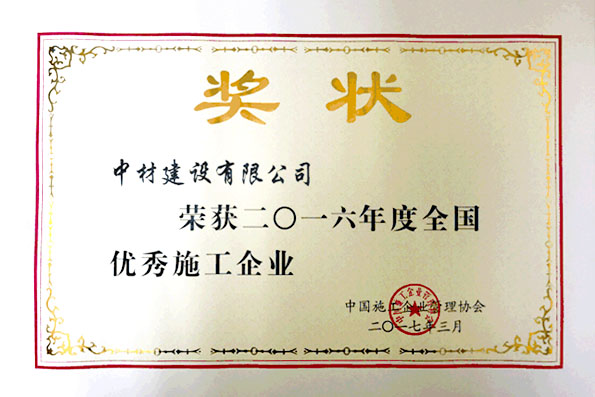 奖状
中材建设有限公司
荣获二〇一六年度全国
优秀施工企业
中国施工企业管理协会
二〇一七年三月